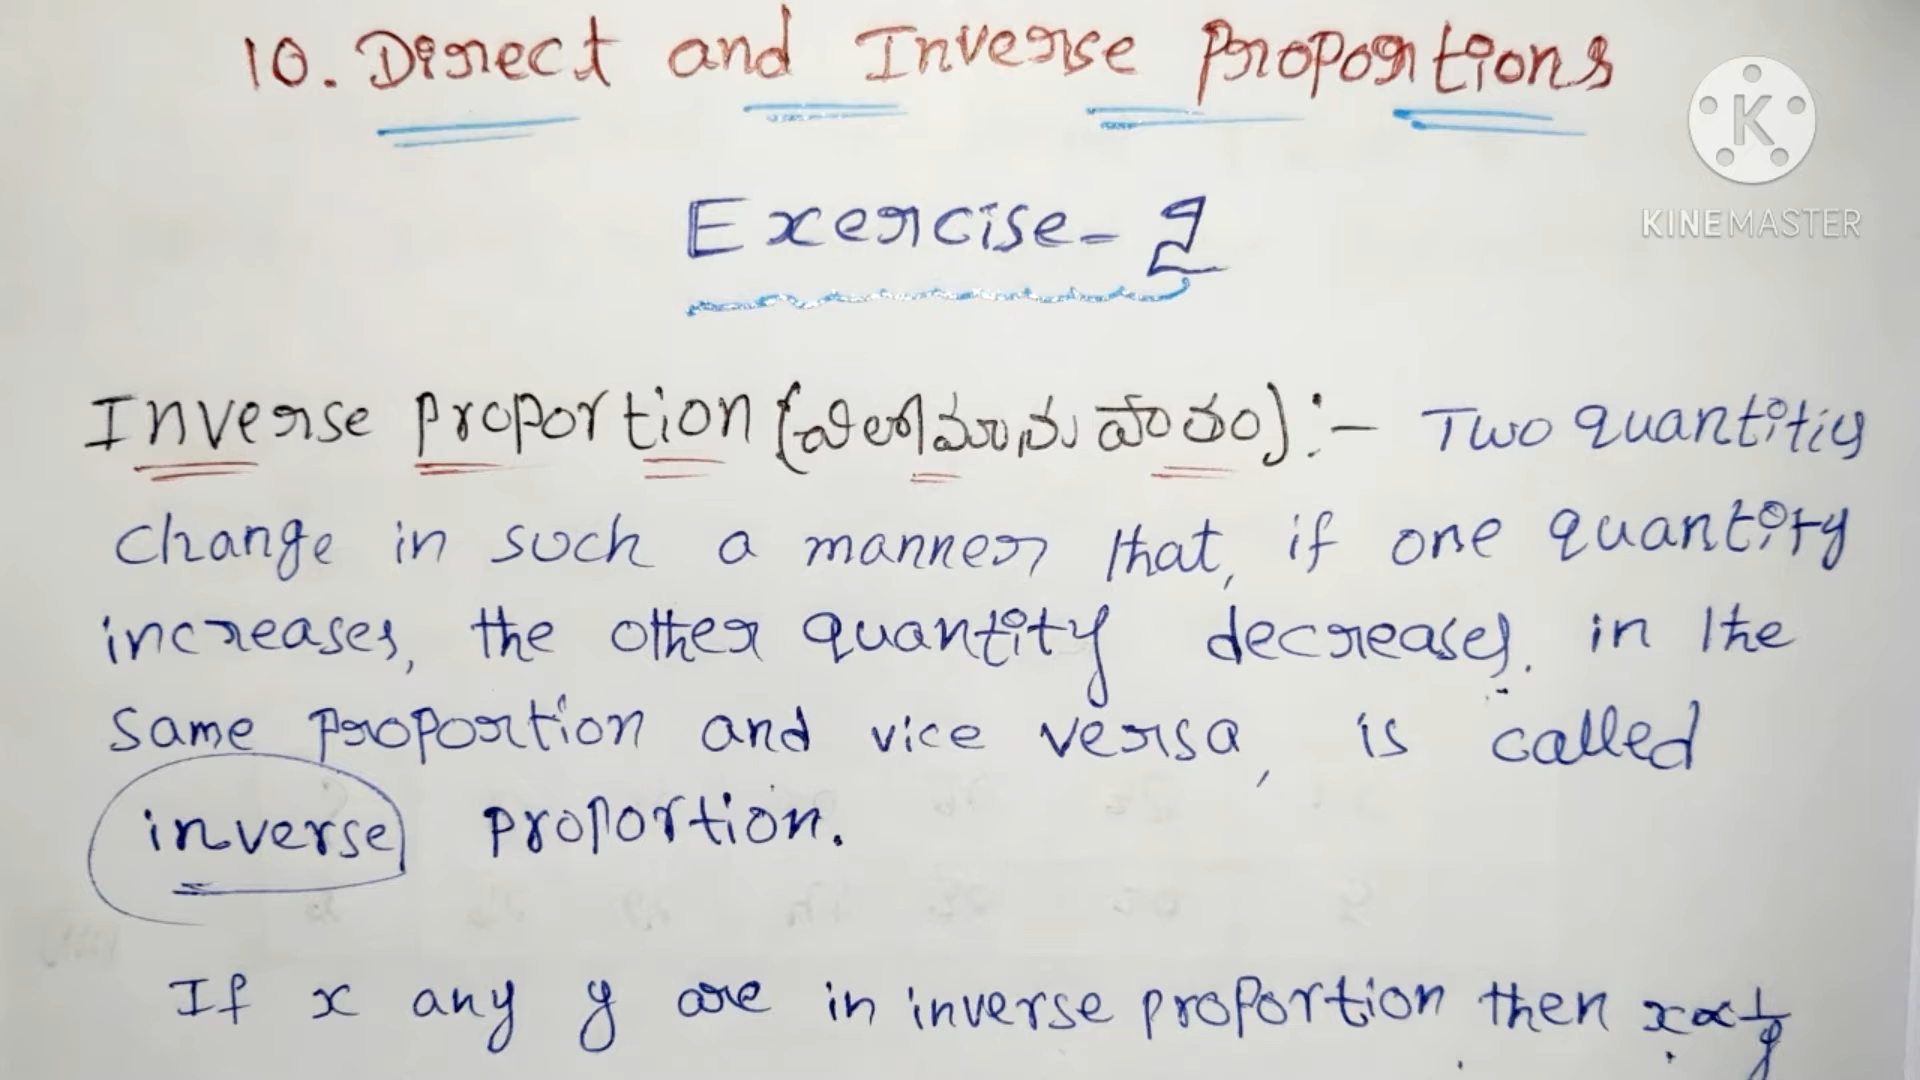 10. Direct and Inverse Proportions
K
KINEMASTER
Exercise-2
Inverse proportion (విలోమానుపాతం) :- Two quantities
change in such a manner that, if one quantity
increases, the other quantity decreases. in the
same proportion and vice versa, is called
inverse proportion.
If x any y are in inverse proportion then x∝1/y